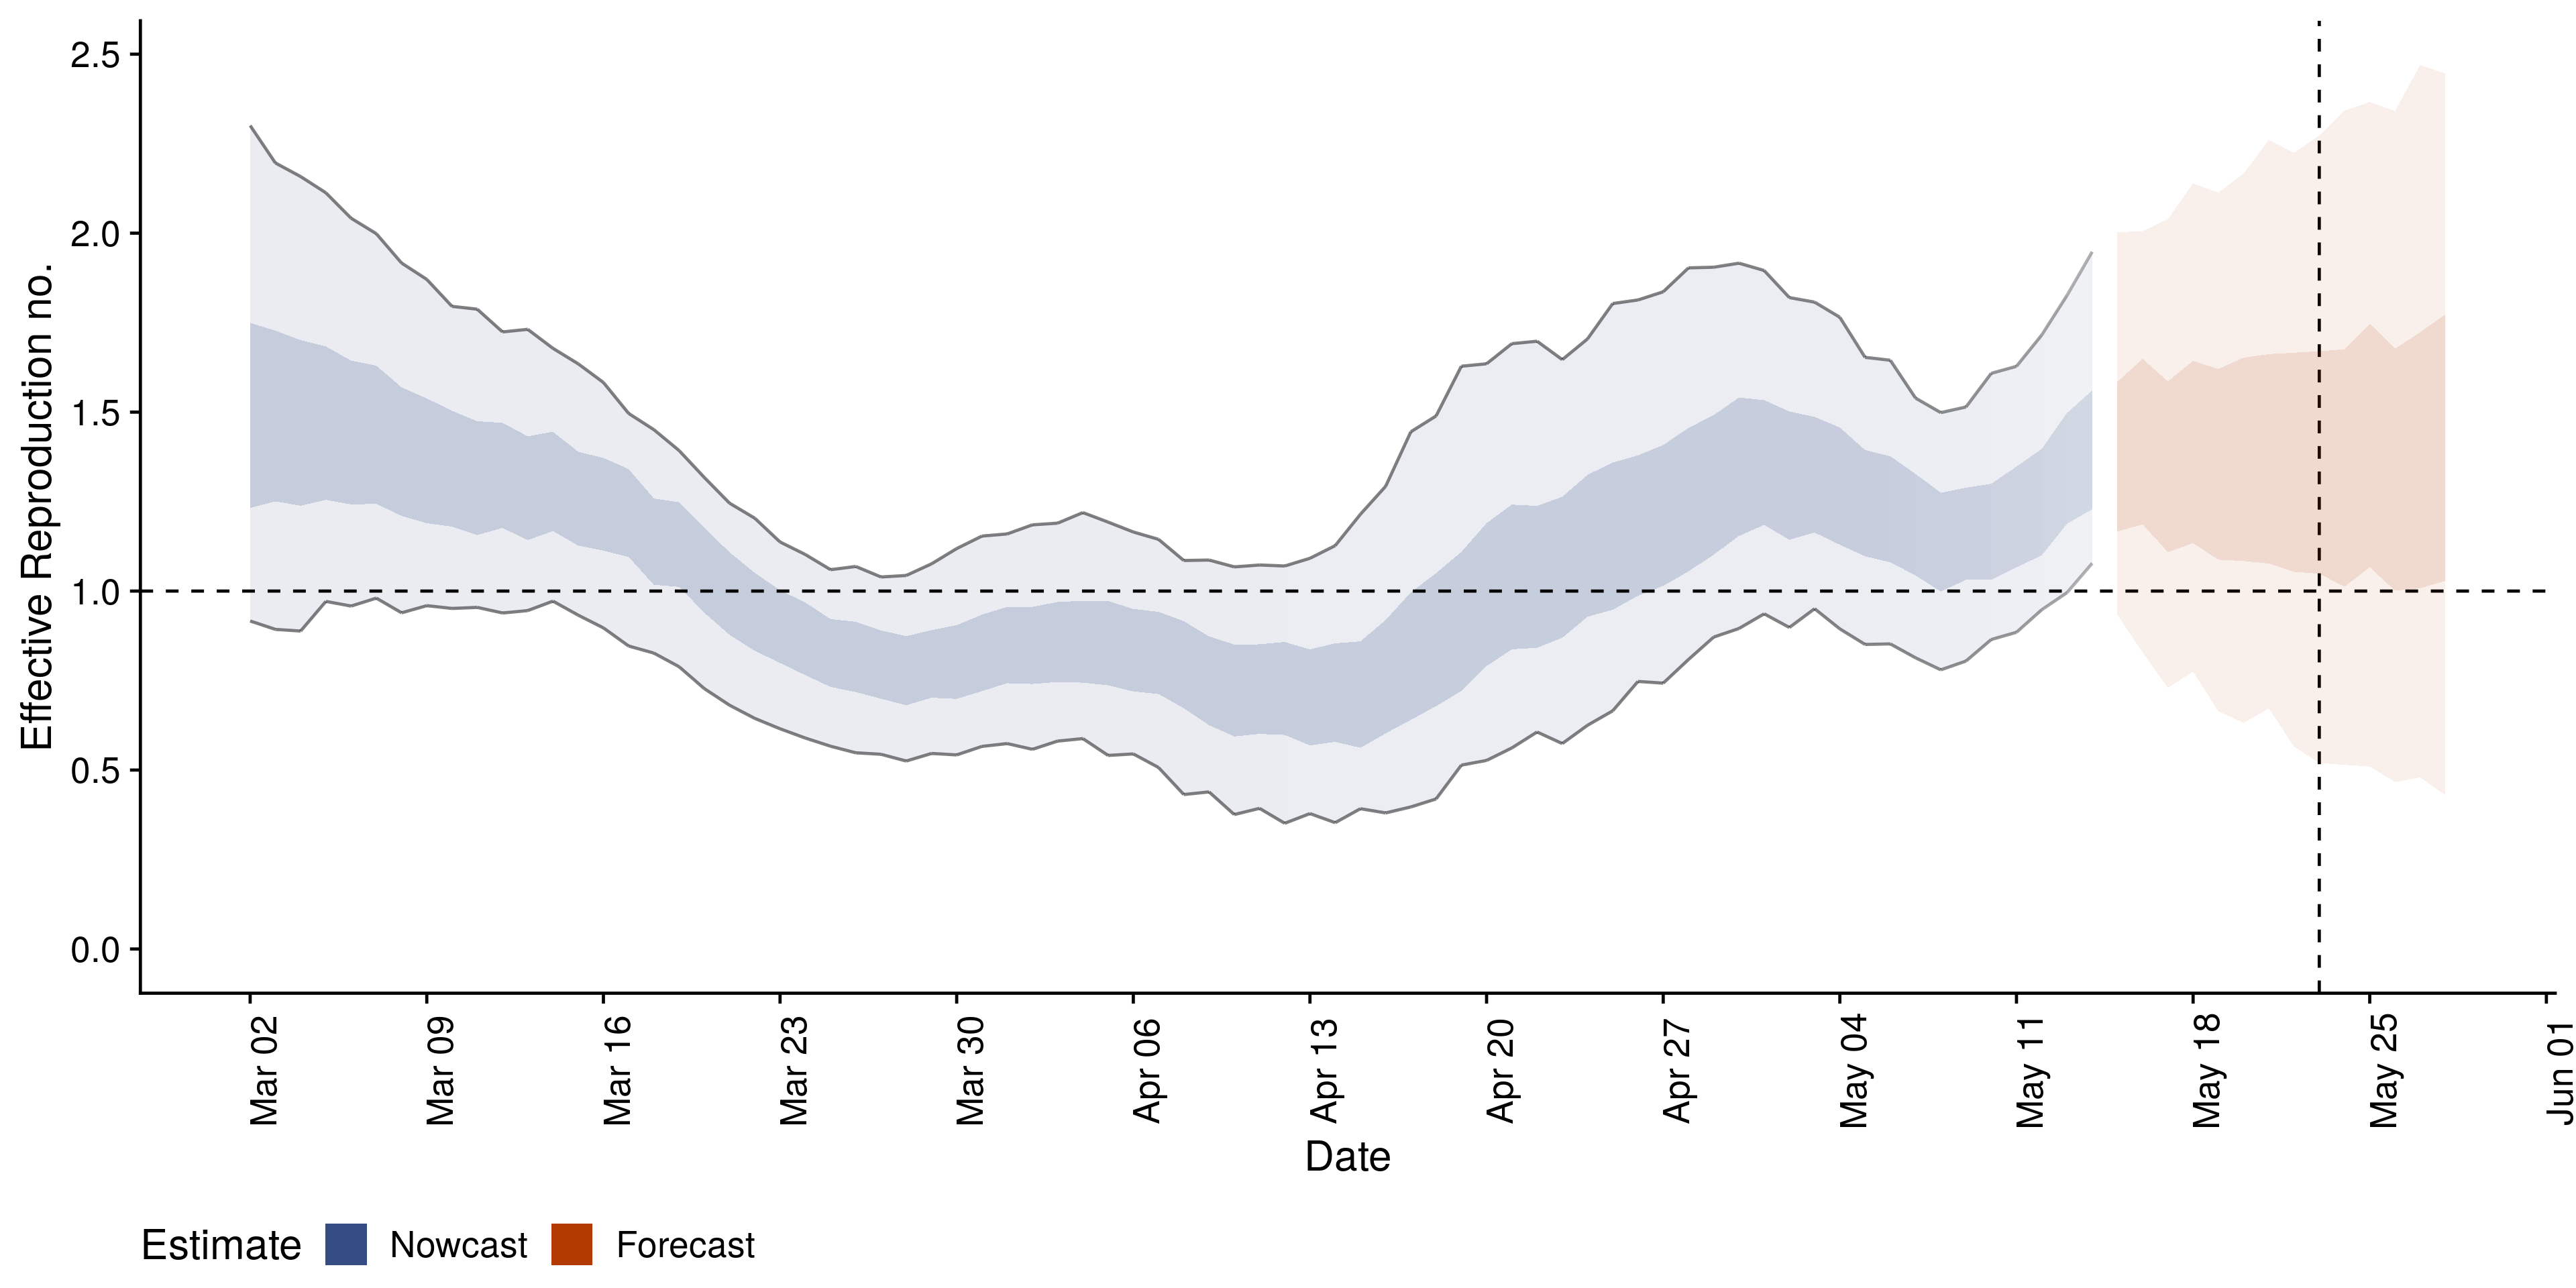 Effective Reproduction no.
2.5
2.0
1.5
1.0
0.5
0.0
Mar 02
Mar 09
Mar 16
Mar 23
Mar 30
Apr 06
Apr 13
Apr 20
Apr 27
May 04
May 11
May 18
May 25
Jun 01
Date
Estimate Nowcast Forecast